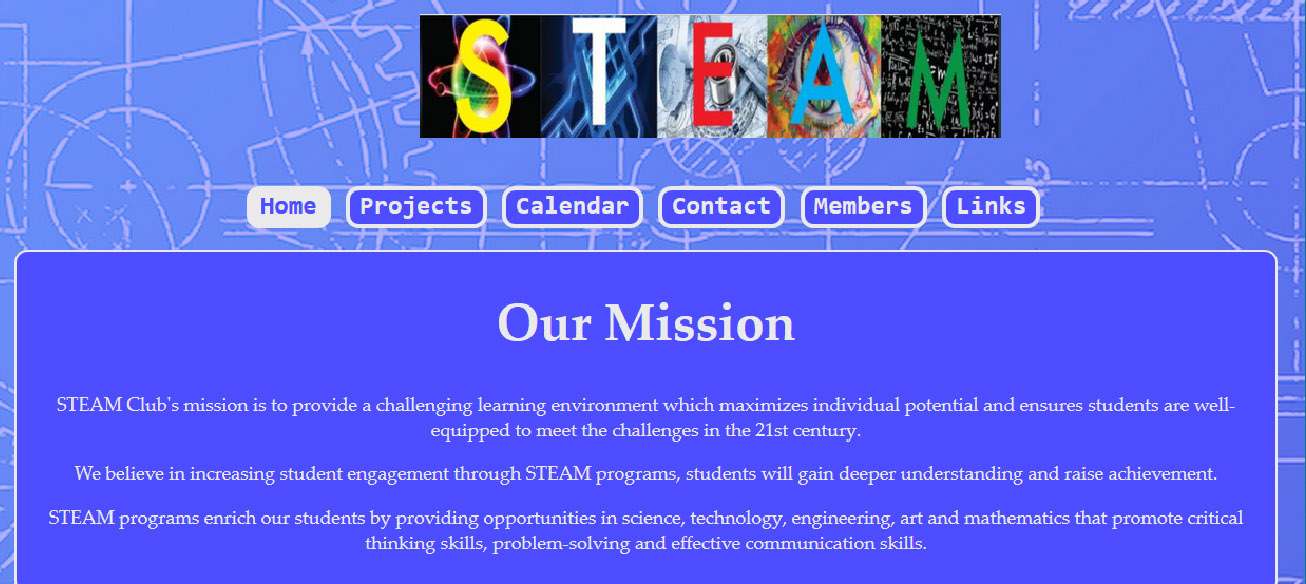 STEAM
Home Projects Calendar Contact Members Links
Our Mission
STEAM Club's mission is to provide a challenging learning environment which maximizes individual potential and ensures students are well-
equipped to meet the challenges in the 21st century.
We believe in increasing student engagement through STEAM programs, students will gain deeper understanding and raise achievement.
STEAM programs enrich our students by providing opportunities in science, technology, engineering, art and mathematics that promote critical
thinking skills, problem-solving and effective communication skills.